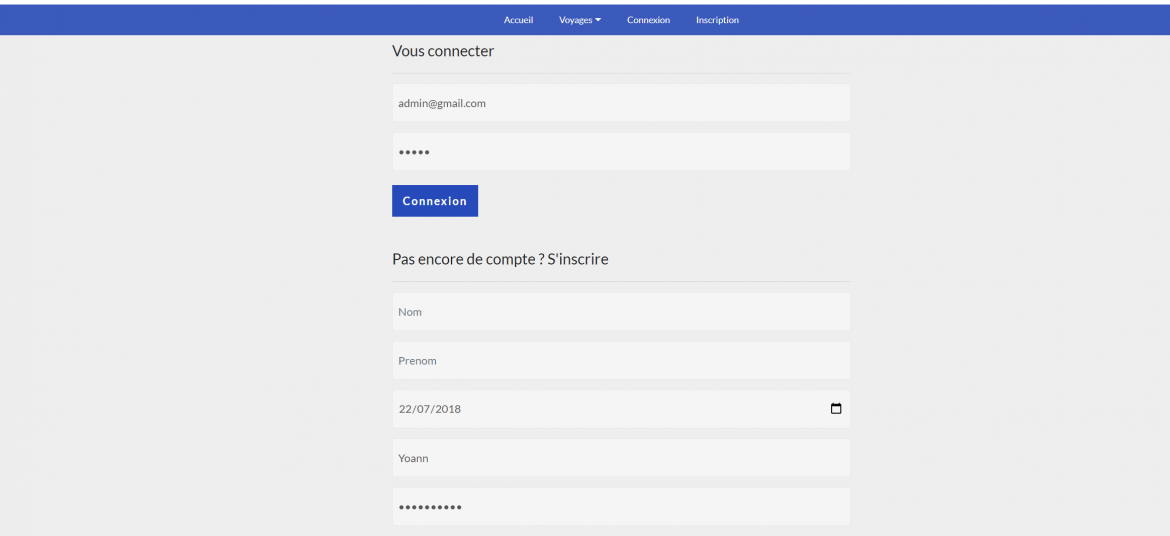 Accueil Voyages Connexion Inscription
Vous connecter
admin@gmail.com
•••••
Connexion
Pas encore de compte ? S'inscrire
Nom
Prenom
22/07/2018
Yoann
••••••••••